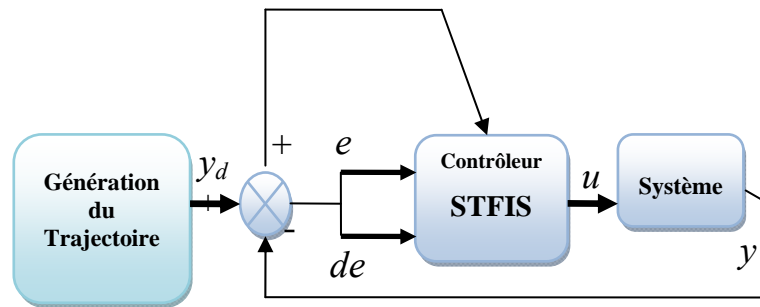 +
e
Contrôleur
STFIS
u
Système
Génération
du
Trajectoire
y_d
+
-
de
y